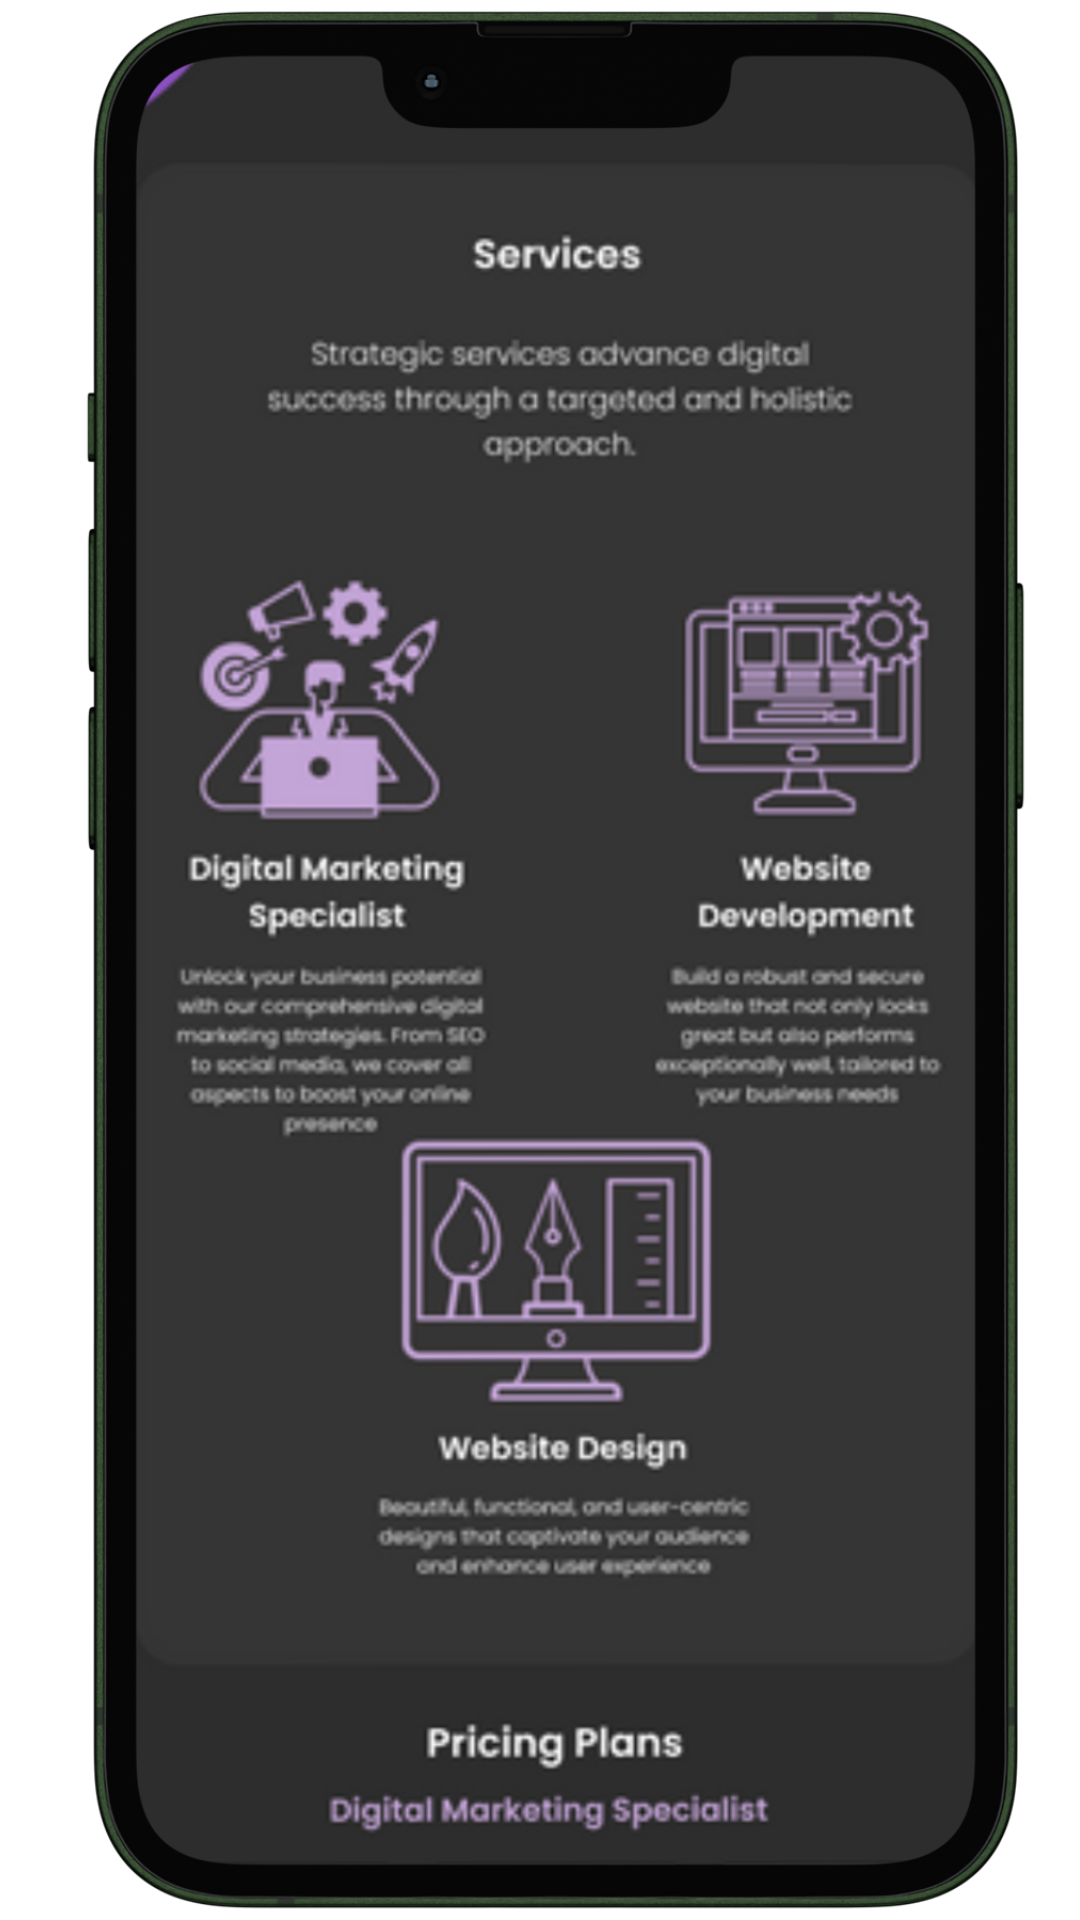 Services
Strategic services advance digital
success through a targeted and holistic
approach.
Digital Marketing
Specialist
Unlock your business potential
with our comprehensive digital
marketing strategies. From SEO
to social media, we cover all
aspects to boost your online
presence
Website
Development
Build a robust and secure
website that not only looks
great but also performs
exceptionally well, tailored to
your business needs
Website Design
Beautiful, functional, and user-centric
designs that captivate your audience
and enhance user experience
Pricing Plans
Digital Marketing Specialist